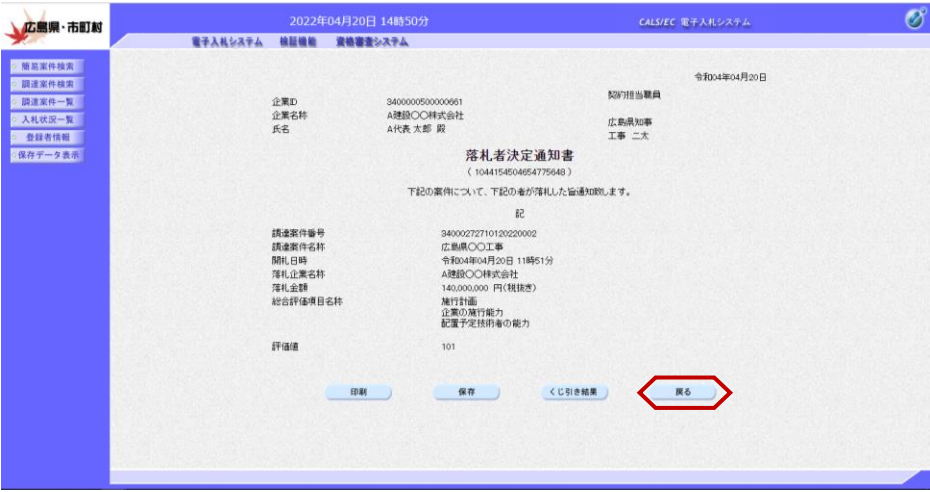 広島県・市町村
2022年04月20日 14時50分
CALS/EC 電子入札システム
電子入札システム 検証機能 資格審査システム
簡易案件検索
調達案件検索
調達案件一覧
入札状況一覧
登録者情報
保存データ表示
令和04年04月20日
契約担当職員
企業ID 3400000500000661
企業名称 A建設〇〇株式会社
広島県知事
氏名 A代表 太郎 殿
工事 二太
落札者決定通知書
( 1044154504654775648 )
下記の案件について、下記の者が落札した旨通知致します。
記
調達案件番号 34000272710120220002
調達案件名称 広島県〇〇工事
開札日時 令和04年04月20日 11時51分
落札企業名称 A建設〇〇株式会社
落札金額 140,000,000 円(税抜き)
総合評価項目名称 施行計画
企業の施行能力
配置予定技術者の能力
評価値 101
印刷 保存 くじ引き結果 戻る